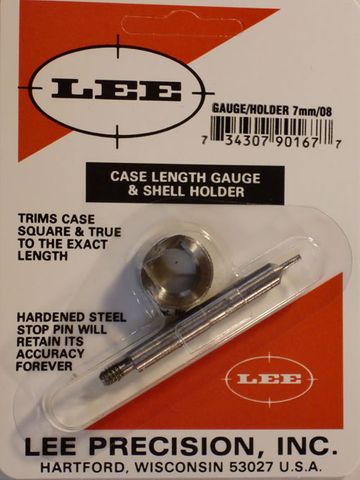 LEE
GAUGE/HOLDER 7mm/08
7 34307 90167 7
CASE LENGTH GAUGE
& SHELL HOLDER
TRIMS CASE
SQUARE & TRUE
TO THE EXACT
LENGTH
HARDENED STEEL
STOP PIN WILL
RETAIN ITS
ACCURACY
FOREVER
LEE
LEE PRECISION, INC.
HARTFORD, WISCONSIN 53027 U.S.A.